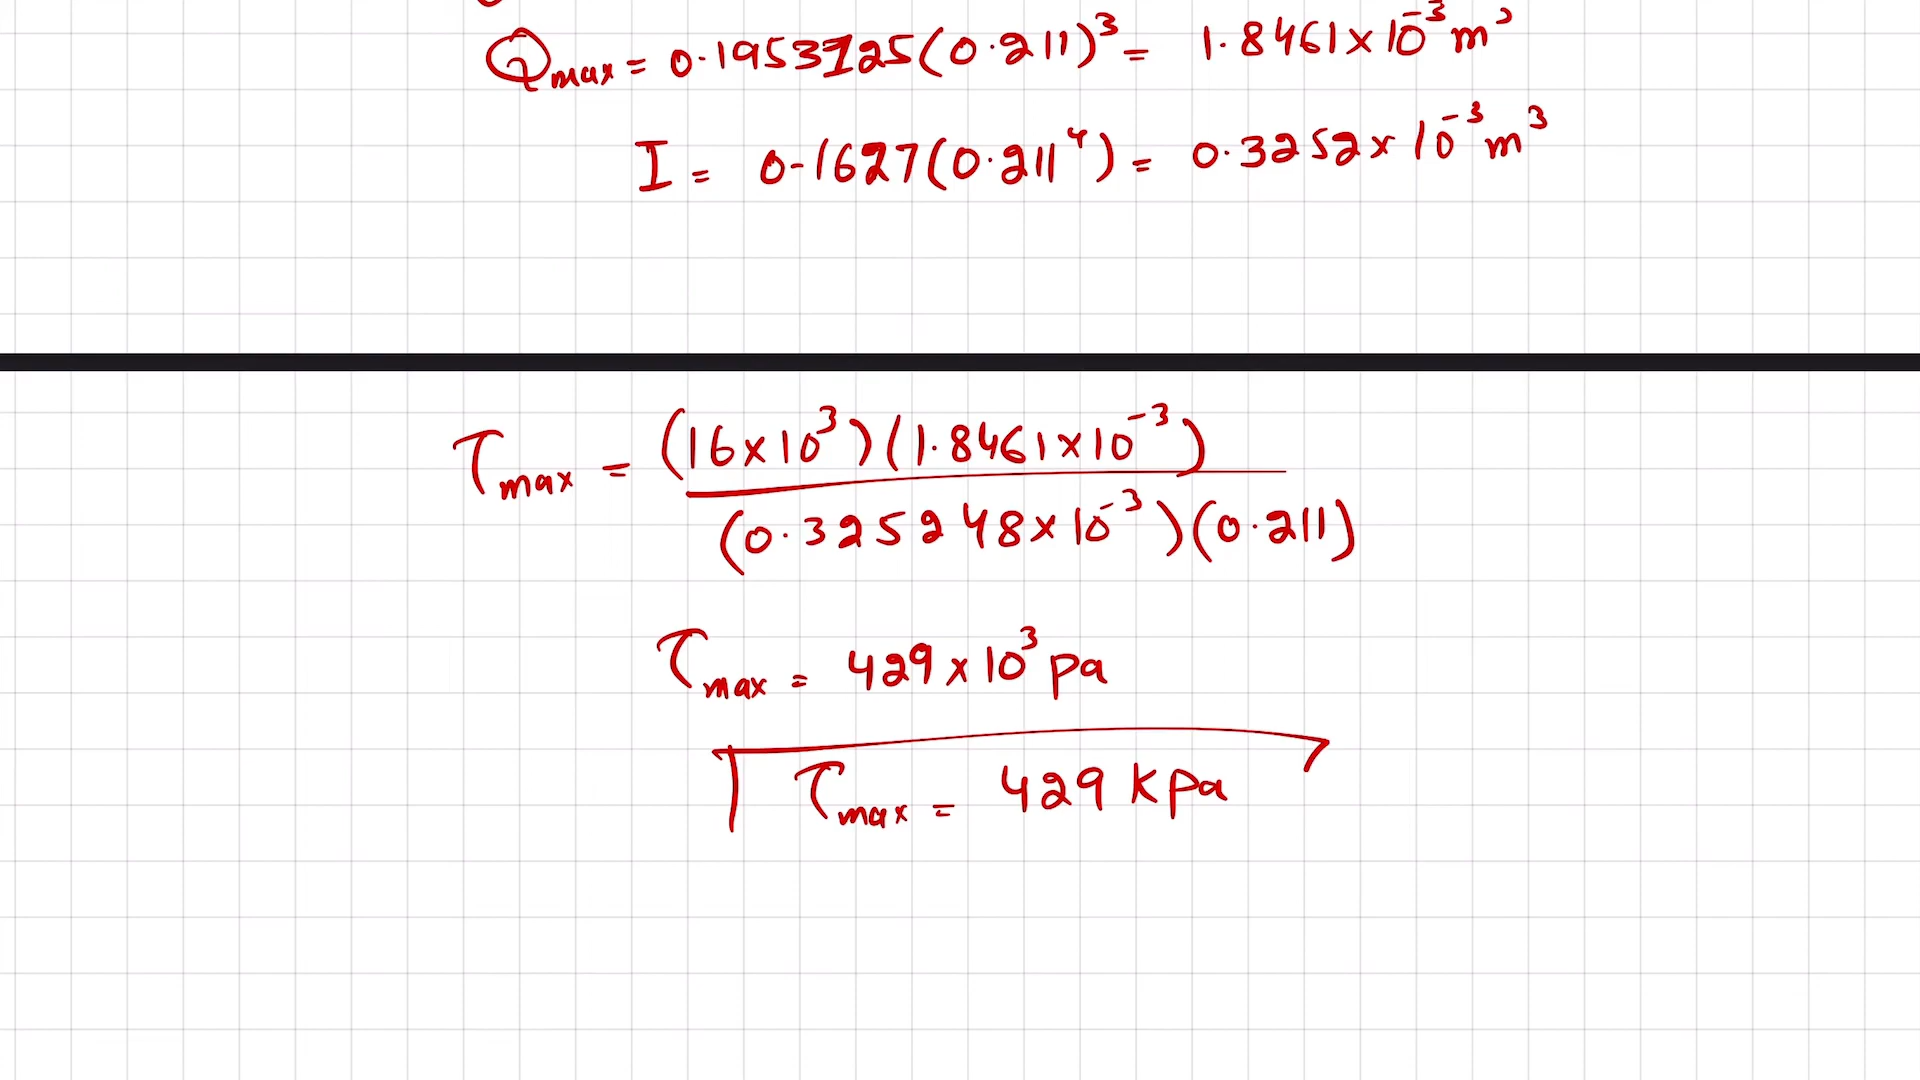 Qmax = 0.1953125(0.211)³ = 1.8461×10⁻³ m³
I = 0.1627(0.211⁴) = 0.3252×10⁻³ m³
τmax = (16×10³)(1.8461×10⁻³)
(0.325248×10⁻³)(0.211)
τmax = 429×10³ pa
τmax = 429 kPa